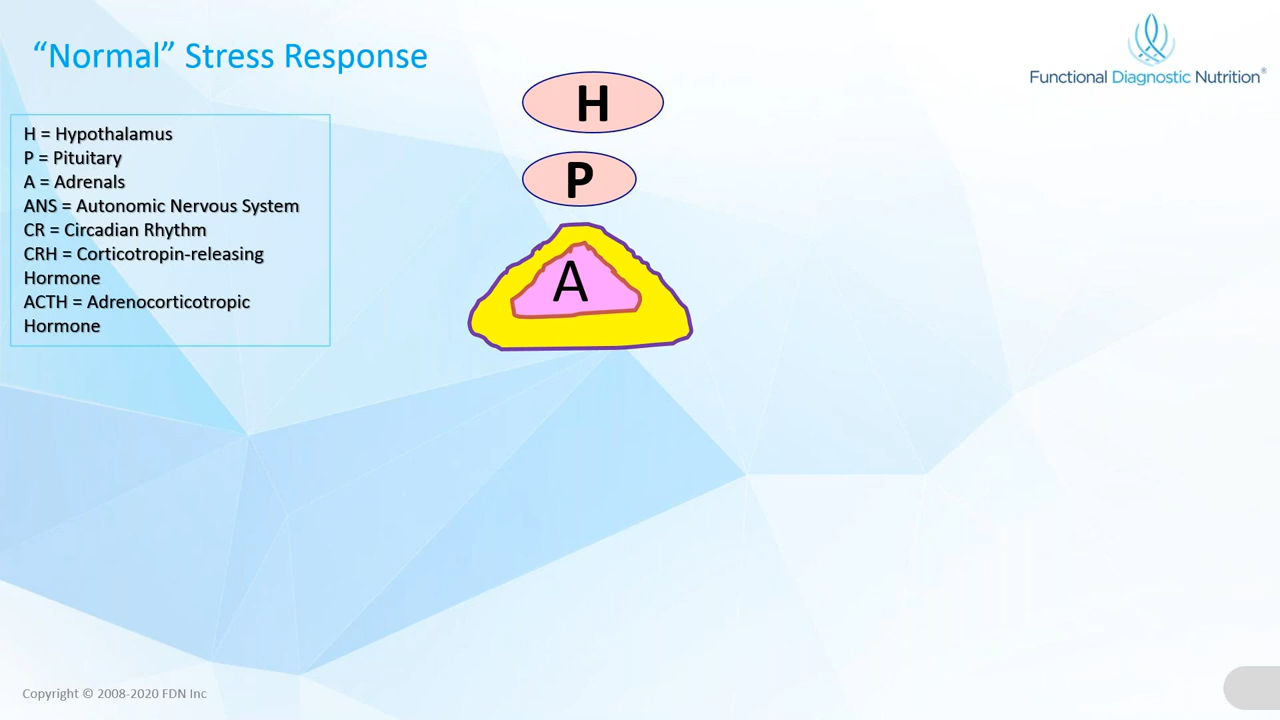 “Normal” Stress Response
Functional Diagnostic Nutrition®
H = Hypothalamus
P = Pituitary
A = Adrenals
ANS = Autonomic Nervous System
CR = Circadian Rhythm
CRH = Corticotropin-releasing
Hormone
ACTH = Adrenocorticotropic
Hormone
H
P
A
Copyright © 2008-2020 FDN Inc